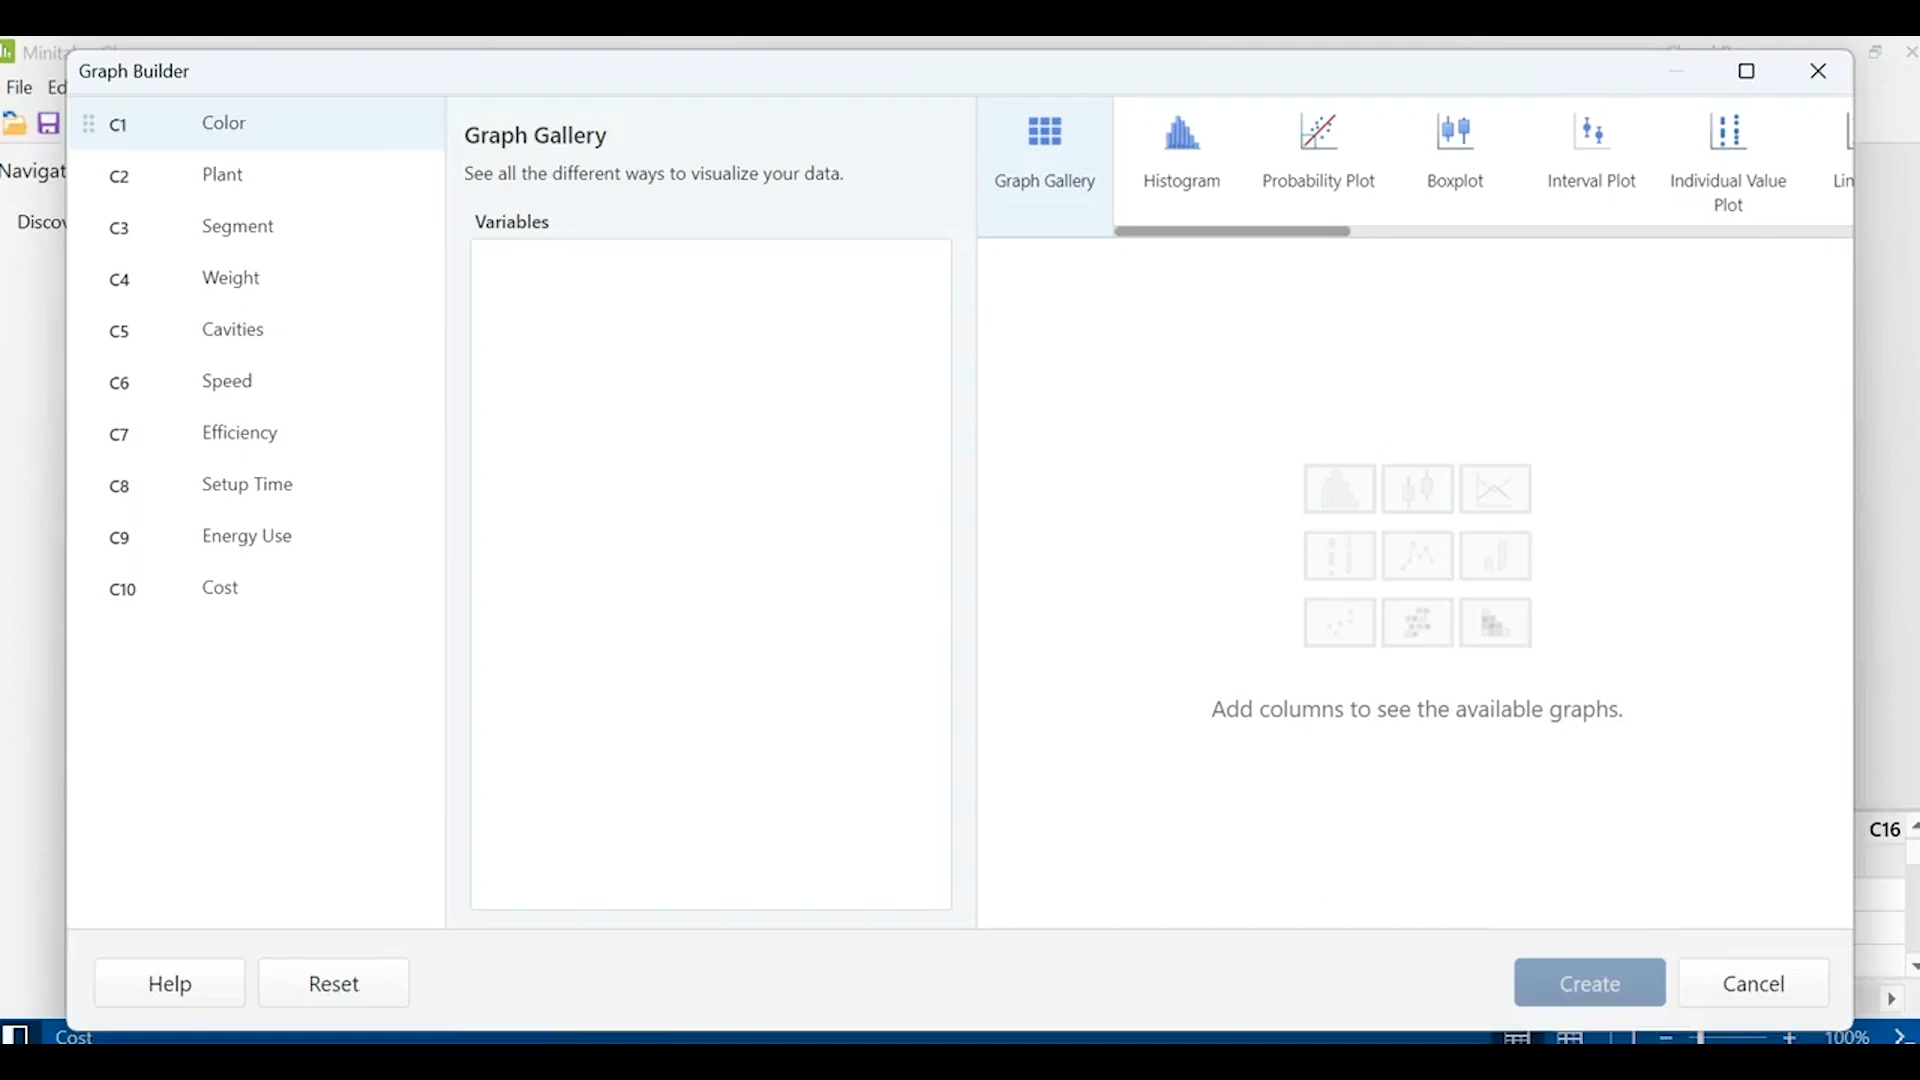 Graph Builder
File
C1 Color
C2 Plant
C3 Segment
C4 Weight
C5 Cavities
C6 Speed
C7 Efficiency
C8 Setup Time
C9 Energy Use
C10 Cost
Graph Gallery
See all the different ways to visualize your data.
Variables
Graph Gallery
Histogram
Probability Plot
Boxplot
Interval Plot
Individual Value
Plot
Lin
Add columns to see the available graphs.
C16
Help
Reset
Create
Cancel
Cost
100%